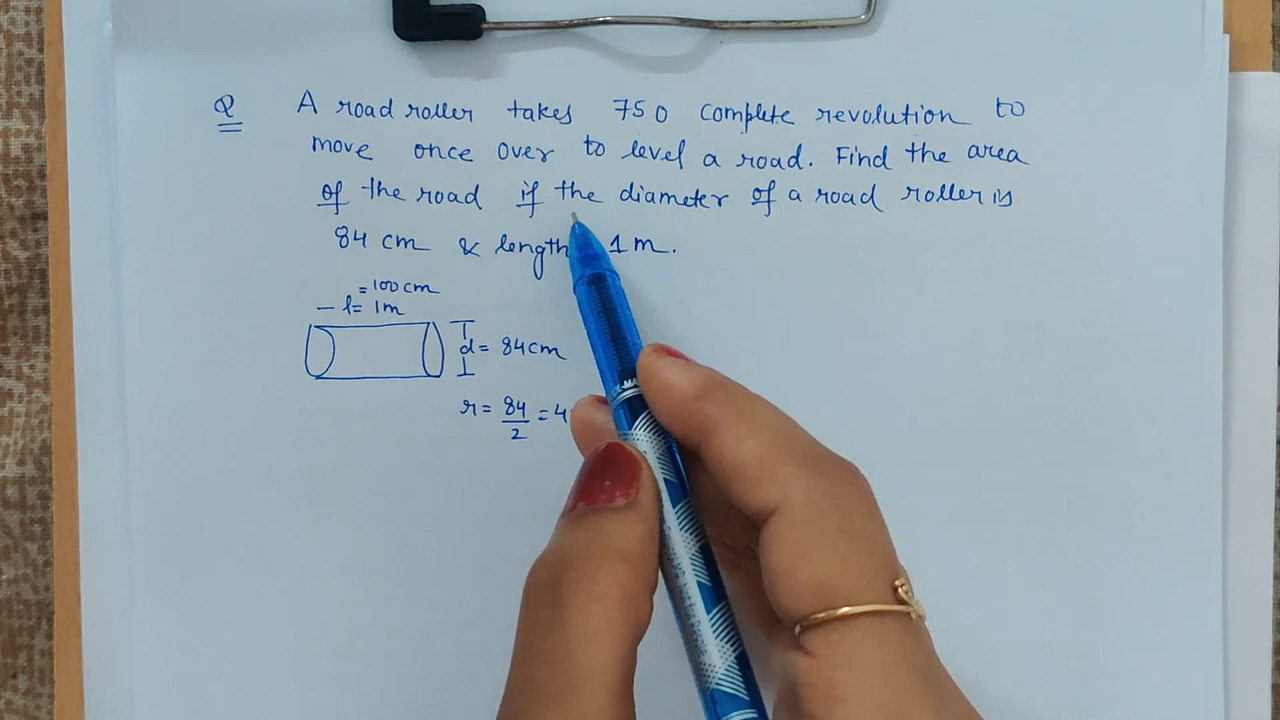 Q A road roller takes 750 complete revolution to
move once over to level a road. Find the area
of the road if the diameter of a road roller is
84 cm & length 1 m.
= 100 cm
l = 1m
d = 84cm
r = 84/2 = 4